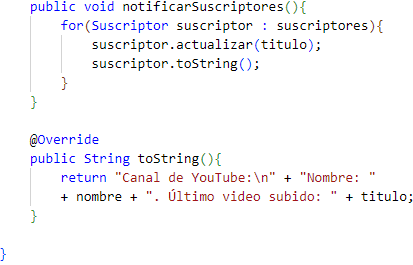 public void notificarSuscriptores(){
for(Suscriptor suscriptor : suscriptores){
suscriptor.actualizar(titulo);
suscriptor.toString();
}
}
@Override
public String toString(){
return "Canal de YouTube:\n" + "Nombre: "
+ nombre + ". Último video subido: " + titulo;
}
}